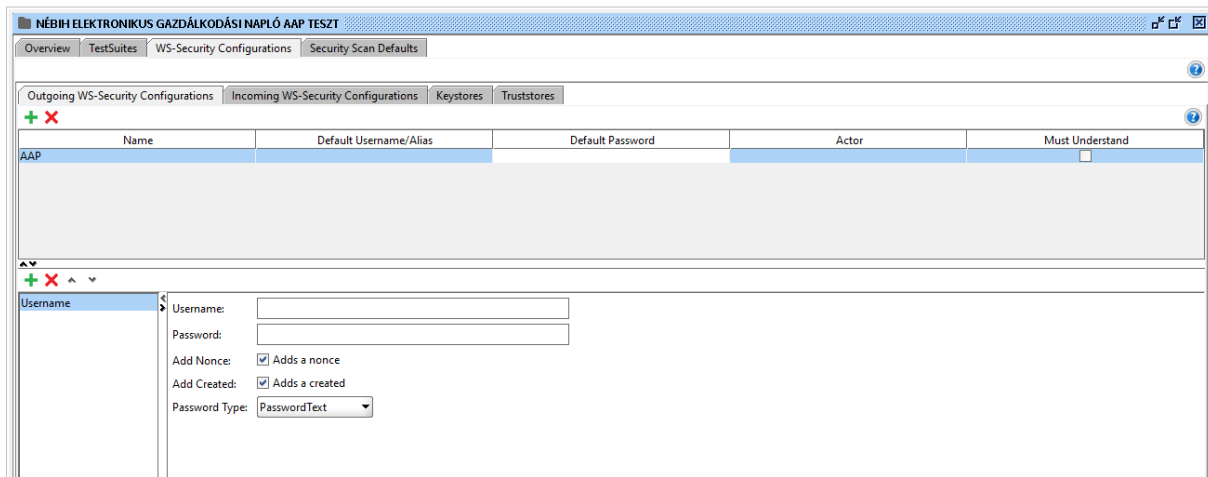 NÉBIH ELEKTRONIKUS GAZDÁLKODÁSI NAPLÓ AAP TESZT
Overview TestSuites WS-Security Configurations Security Scan Defaults
Outgoing WS-Security Configurations Incoming WS-Security Configurations Keystores Truststores
Name Default Username/Alias Default Password Actor Must Understand
AAP
Username
Username:
Password:
Add Nonce: Adds a nonce
Add Created: Adds a created
Password Type: PasswordText